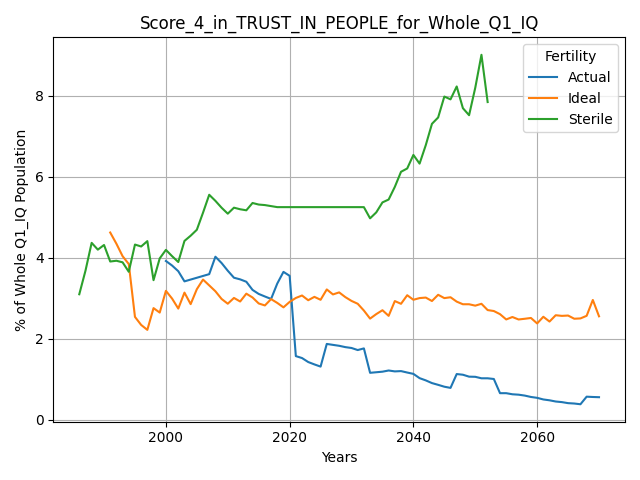 Score_4_in_TRUST_IN_PEOPLE_for_Whole_Q1_IQ
Fertility
Actual
Ideal
Sterile
% of Whole Q1_IQ Population
8
6
4
2
0
2000
2020
2040
2060
Years